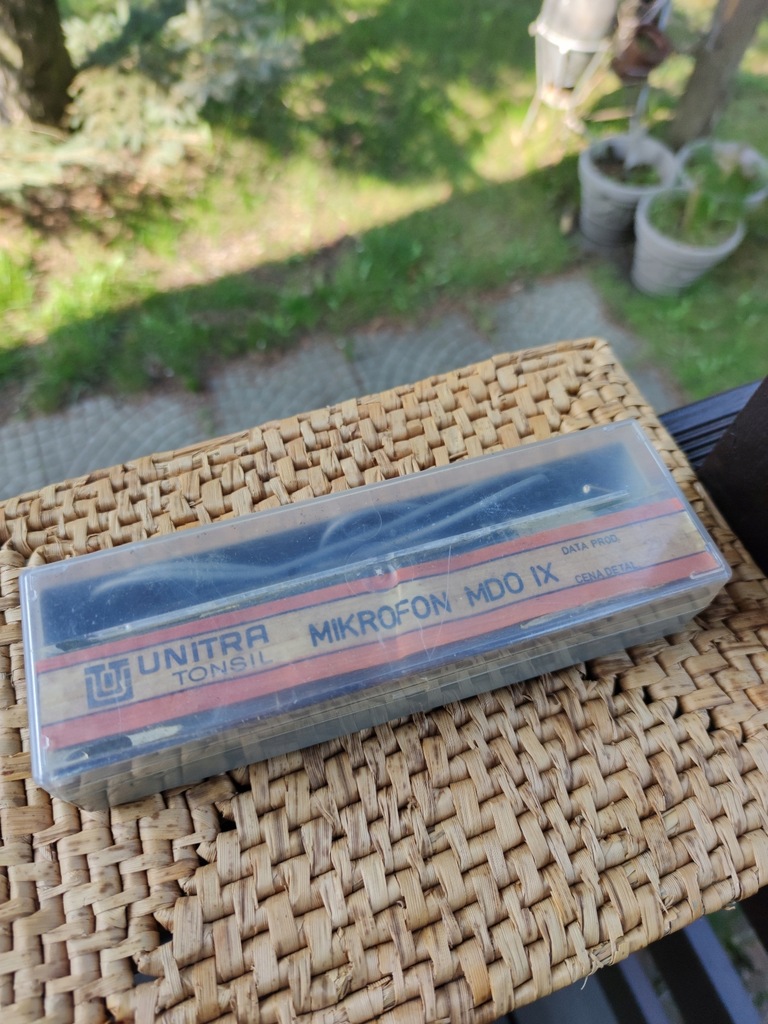 UNITRA
TONSIL
MIKROFON MDO IX
DATA PROD.
CENA DETAL.